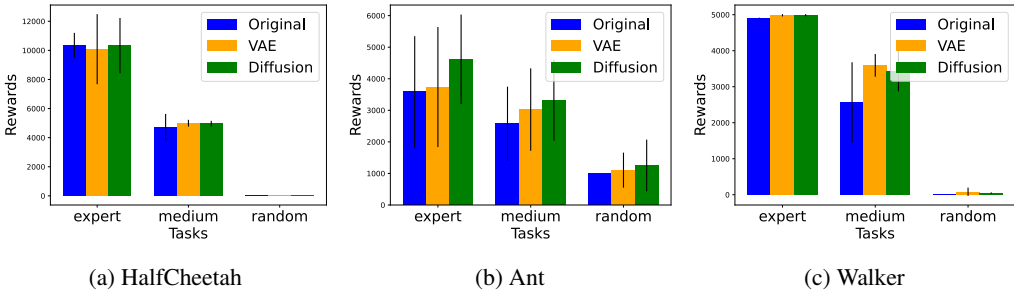 12000
10000
8000
6000
4000
2000
0
Rewards
Original
VAE
Diffusion
expert medium random
Tasks
(a) HalfCheetah
6000
5000
4000
3000
2000
1000
0
Rewards
Original
VAE
Diffusion
expert medium random
Tasks
(b) Ant
5000
4000
3000
2000
1000
0
Rewards
Original
VAE
Diffusion
expert medium random
Tasks
(c) Walker